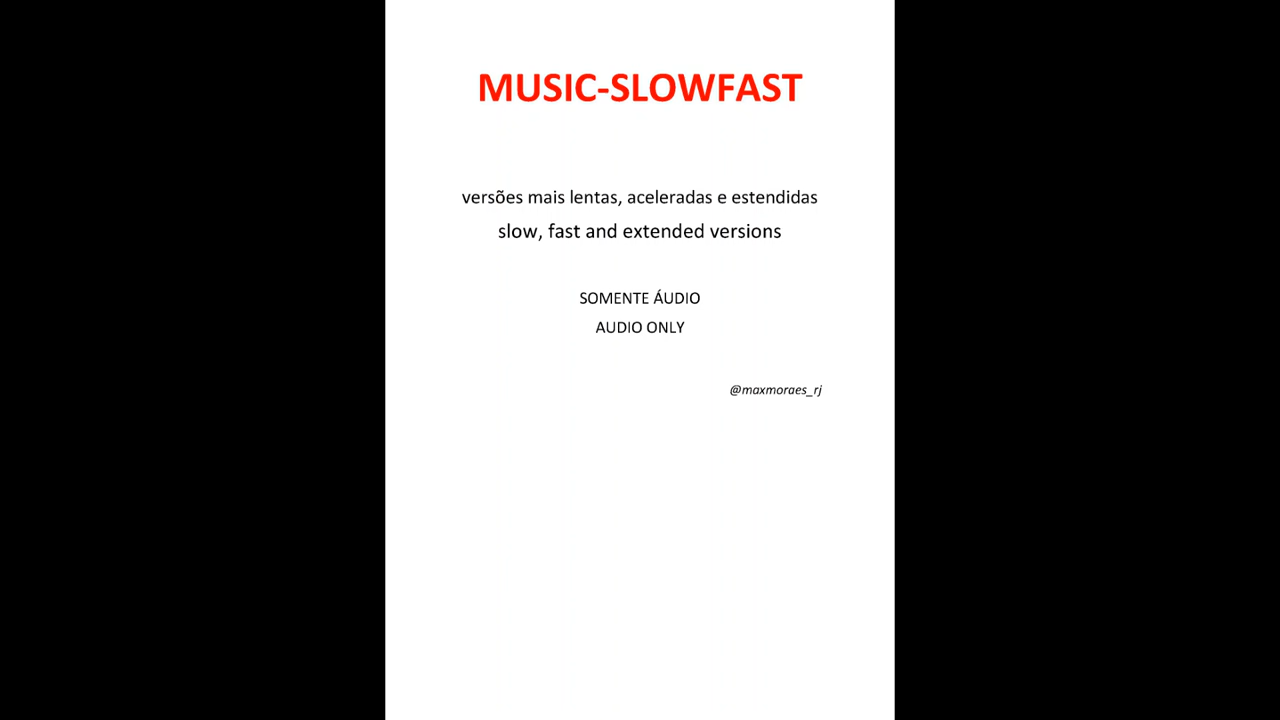 MUSIC-SLOWFAST
versões mais lentas, aceleradas e estendidas
slow, fast and extended versions
SOMENTE ÁUDIO
AUDIO ONLY
@maxmoraes_rj